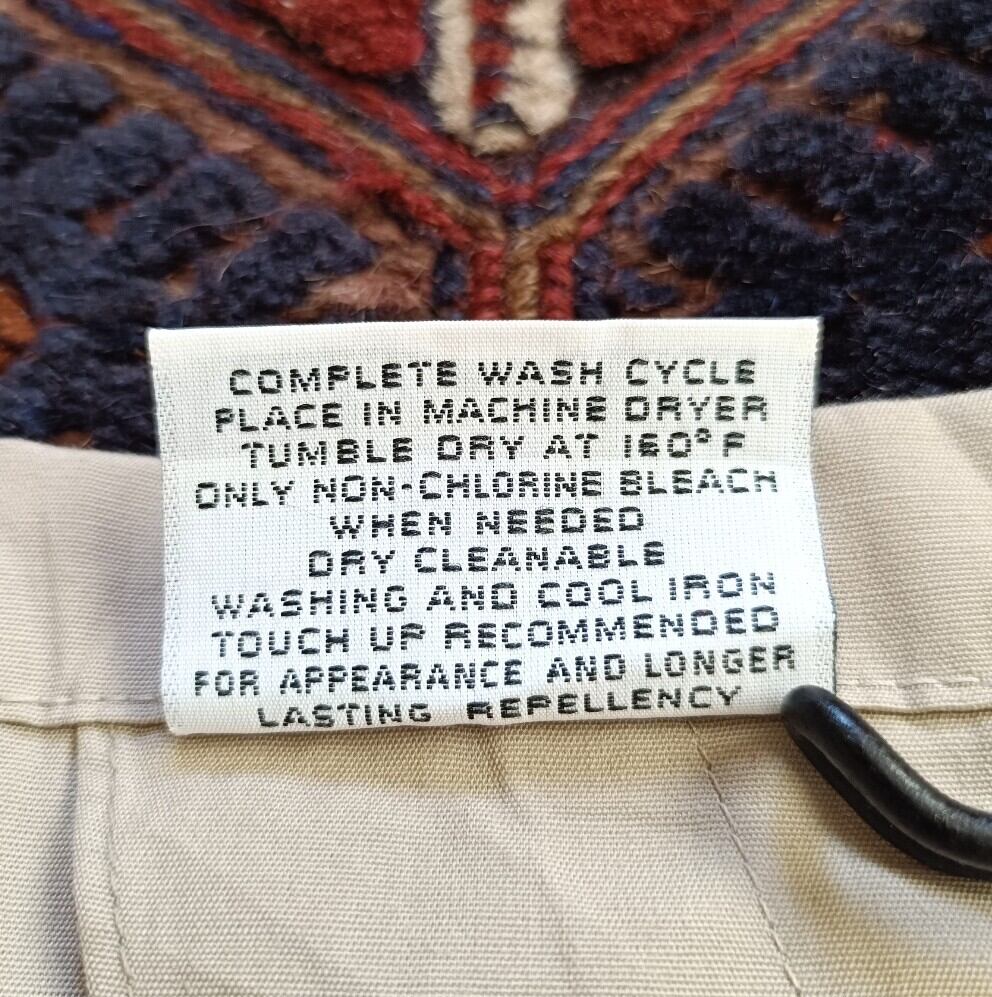 COMPLETE WASH CYCLE
PLACE IN MACHINE DRYER
TUMBLE DRY AT 160° F
ONLY NON-CHLORINE BLEACH
WHEN NEEDED
DRY CLEANABLE
WASHING AND COOL IRON
TOUCH UP RECOMMENDED
FOR APPEARANCE AND LONGER
LASTING REPELLENCY